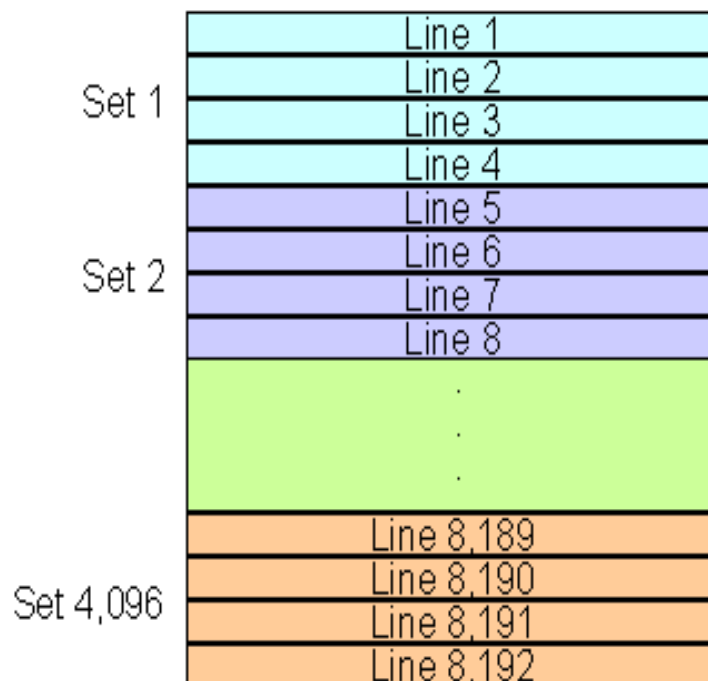 Line 1
Line 2
Set 1
Line 3
Line 4
Line 5
Line 6
Set 2
Line 7
Line 8
.
.
.
Line 8,189
Line 8,190
Set 4,096
Line 8,191
Line 8,192